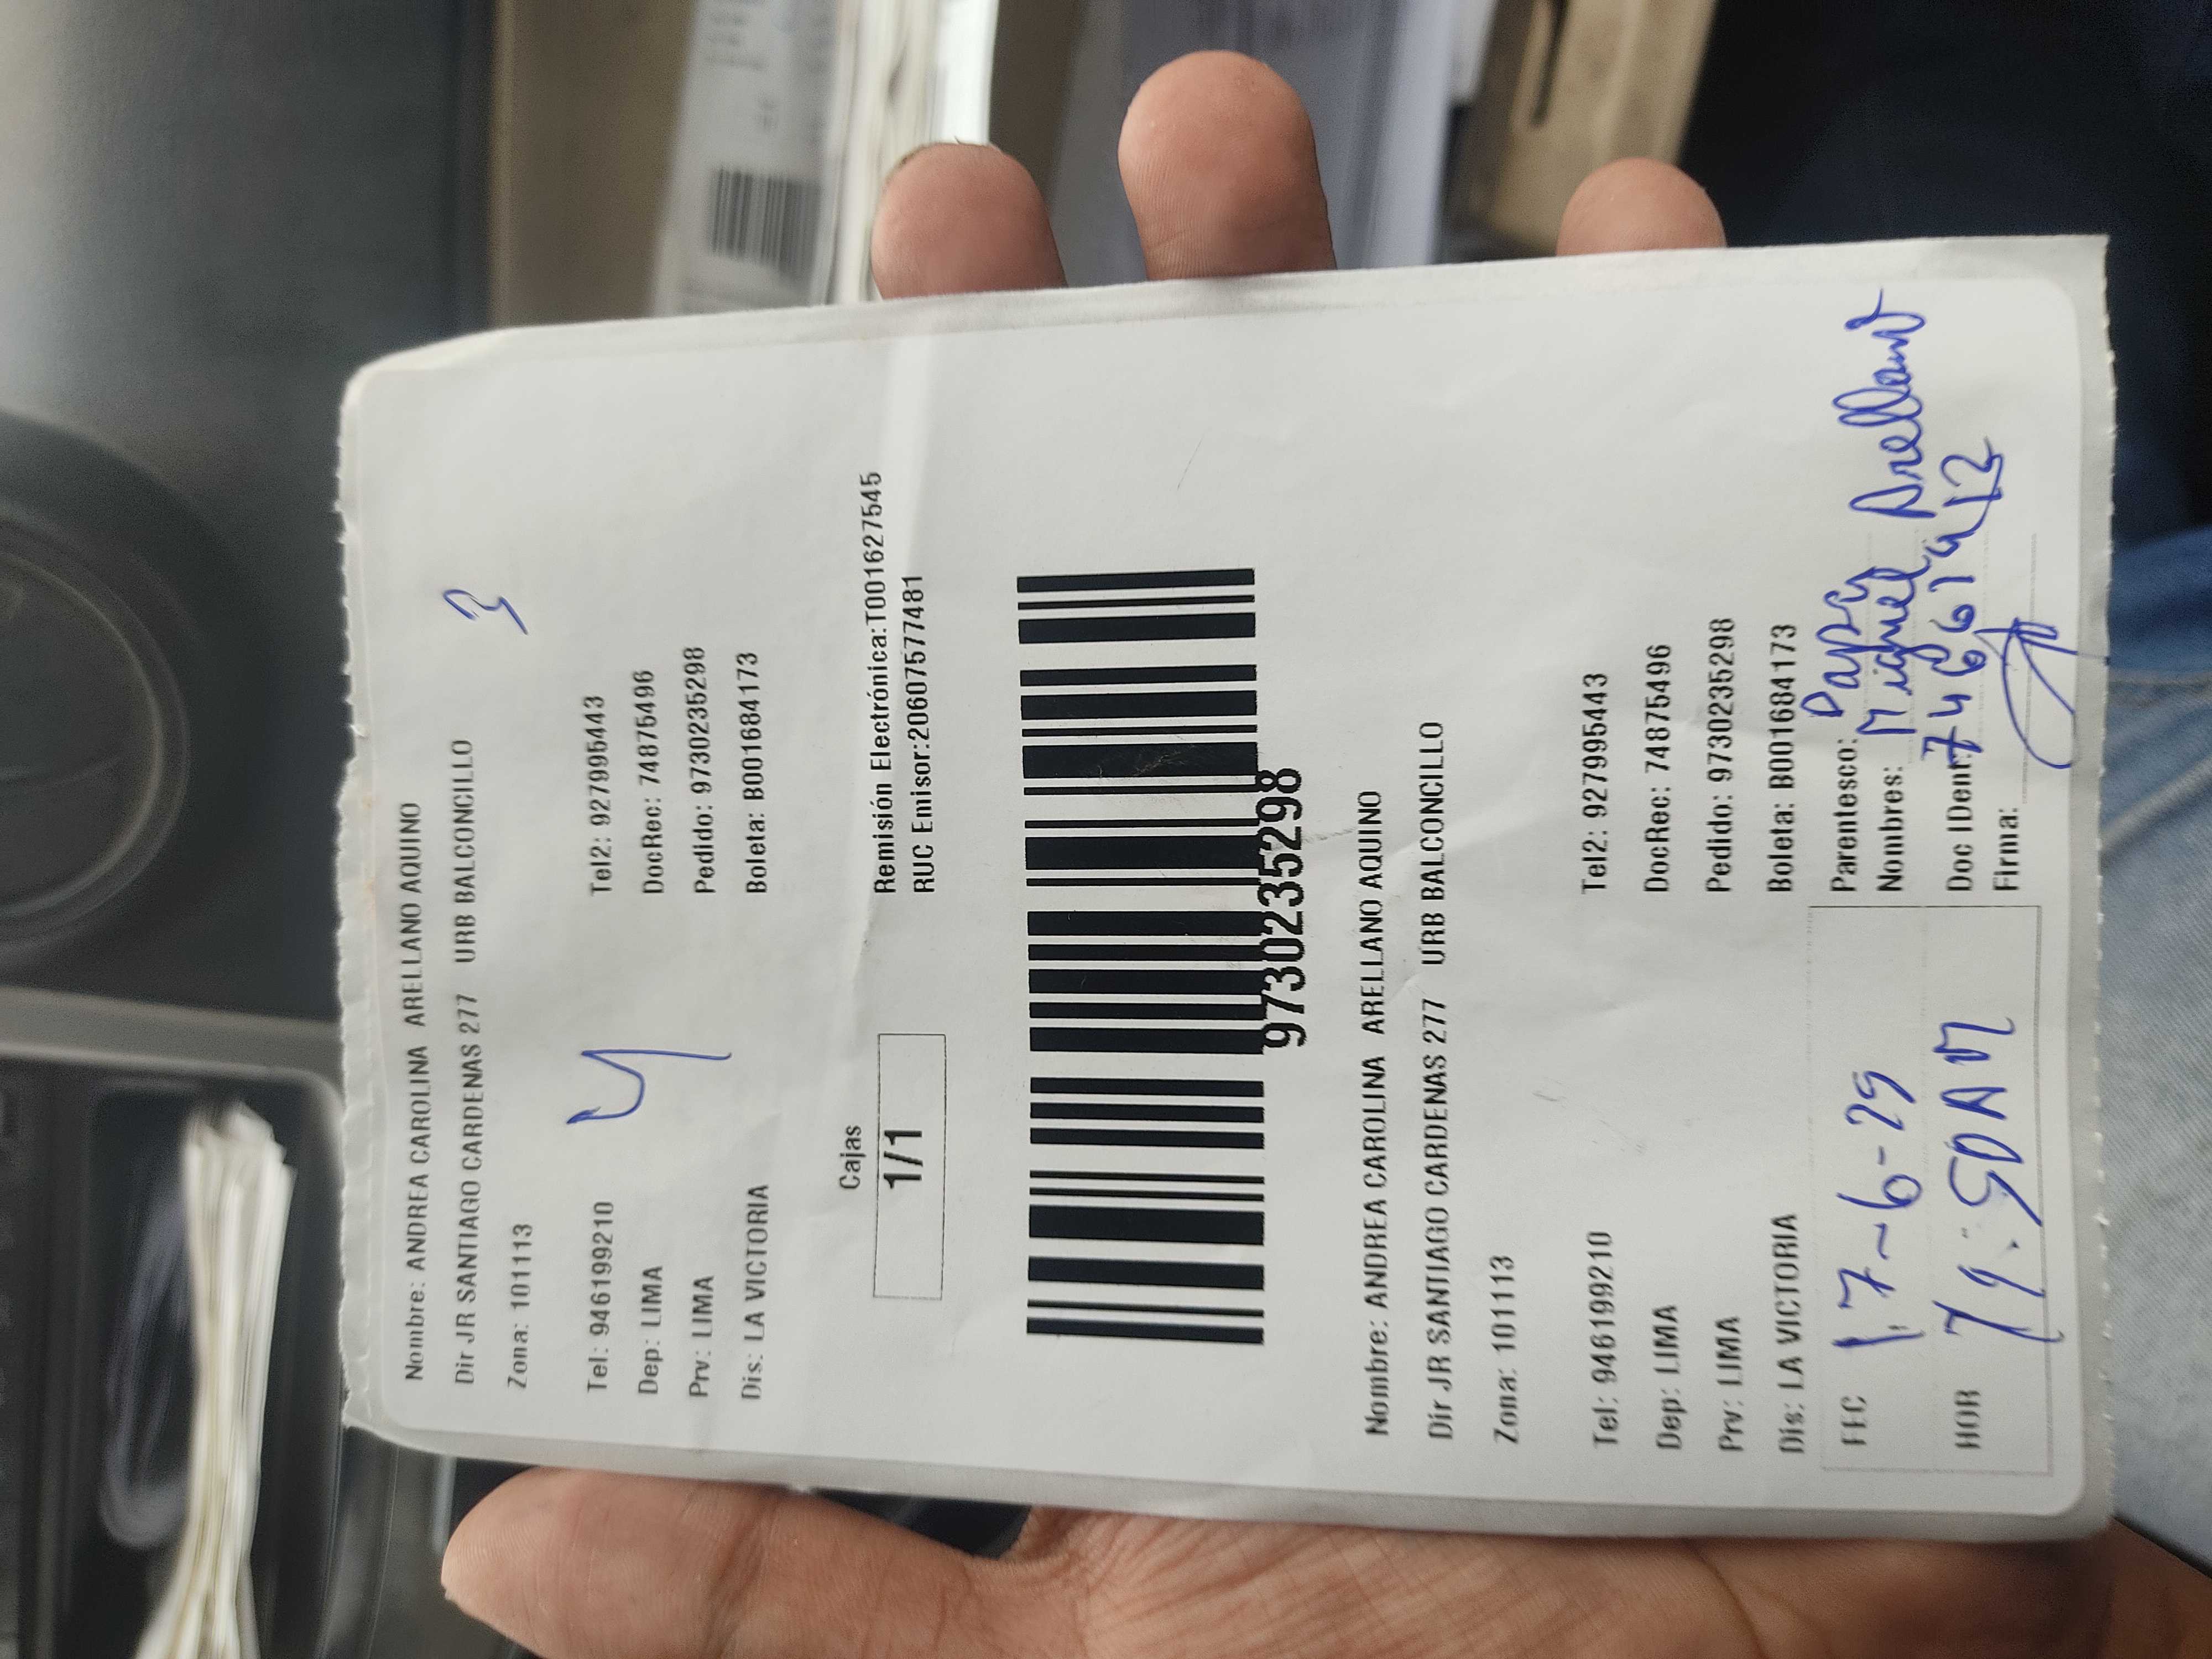 Nombre: ANDREA CAROLINA ARELLANO AQUINO
Dir JR SANTIAGO CARDENAS 277 URB BALCONCILLO
3
Zona: 101113
Tel: 946199210 Tel2: 927995443
Dep: LIMA DocRec: 74875496
Prv: LIMA Pedido: 9730235298
Dis: LA VICTORIA Boleta: B001684173
Cajas Remisión Electrónica:T001627545
1/1 RUC Emisor:20607577481
9730235298
Nombre: ANDREA CAROLINA ARELLANO AQUINO
Dir JR SANTIAGO CARDENAS 277 URB BALCONCILLO
Zona: 101113
Tel: 946199210 Tel2: 927995443
Dep: LIMA DocRec: 74875496
Prv: LIMA Pedido: 9730235298
Dis: LA VICTORIA Boleta: B001684173
FEC 17-6-25 Parentesco: Papá
Nombres: Miguel Arellano
HOR Doc IDent:
Firma: